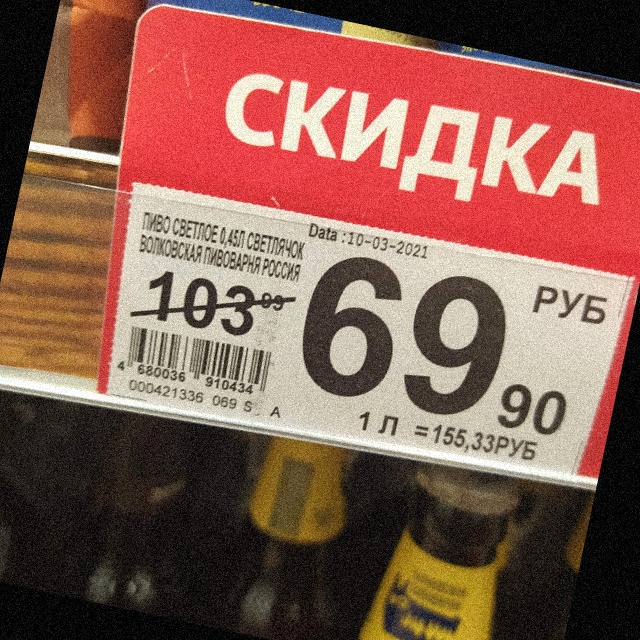 СКИДКА
ПИВО СВЕТЛОЕ 0,45Л СВЕТЛЯЧОК
ВОЛКОВСКАЯ ПИВОВАРНЯ РОССИЯ
Data :10-03-2021
103 09
69 90 РУБ
4 680036 910434
000421336 069 S A
1 Л =155,33РУБ